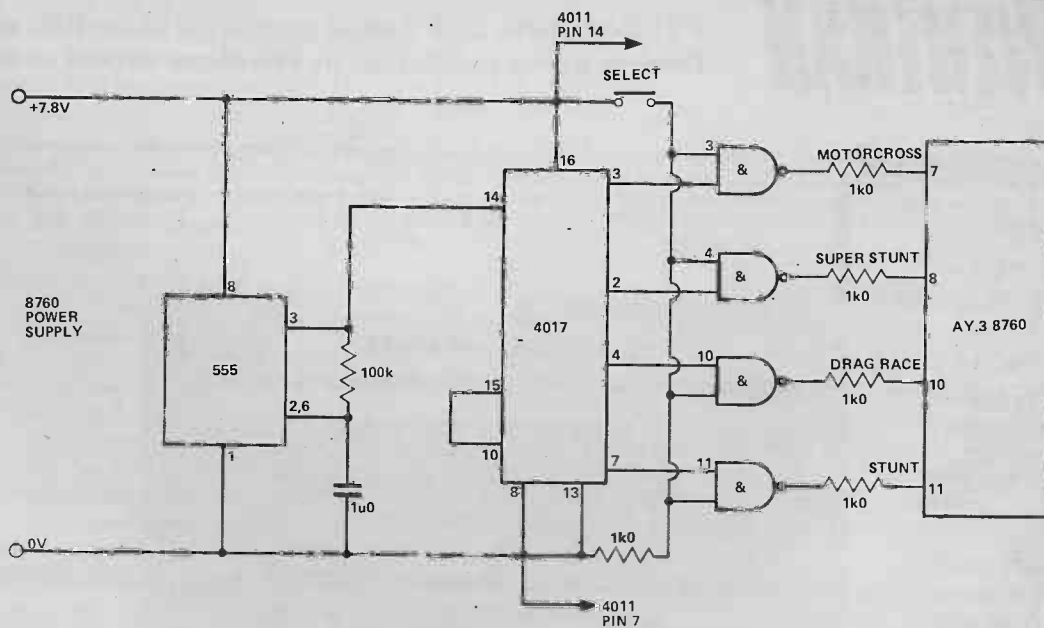 4011
PIN 14
SELECT
+7.8V
16
3
MOTORCROSS
7
&
1k0
14
3
4
SUPER STUNT
8
&
1k0
2
8760
POWER
SUPPLY
8
3
555
100k
2,6
1
1u0
4017
4
10
DRAG RACE
10
&
1k0
AY.3 8760
15
10
7
11
STUNT
11
&
1k0
8
13
0V
1k0
4011
PIN 7